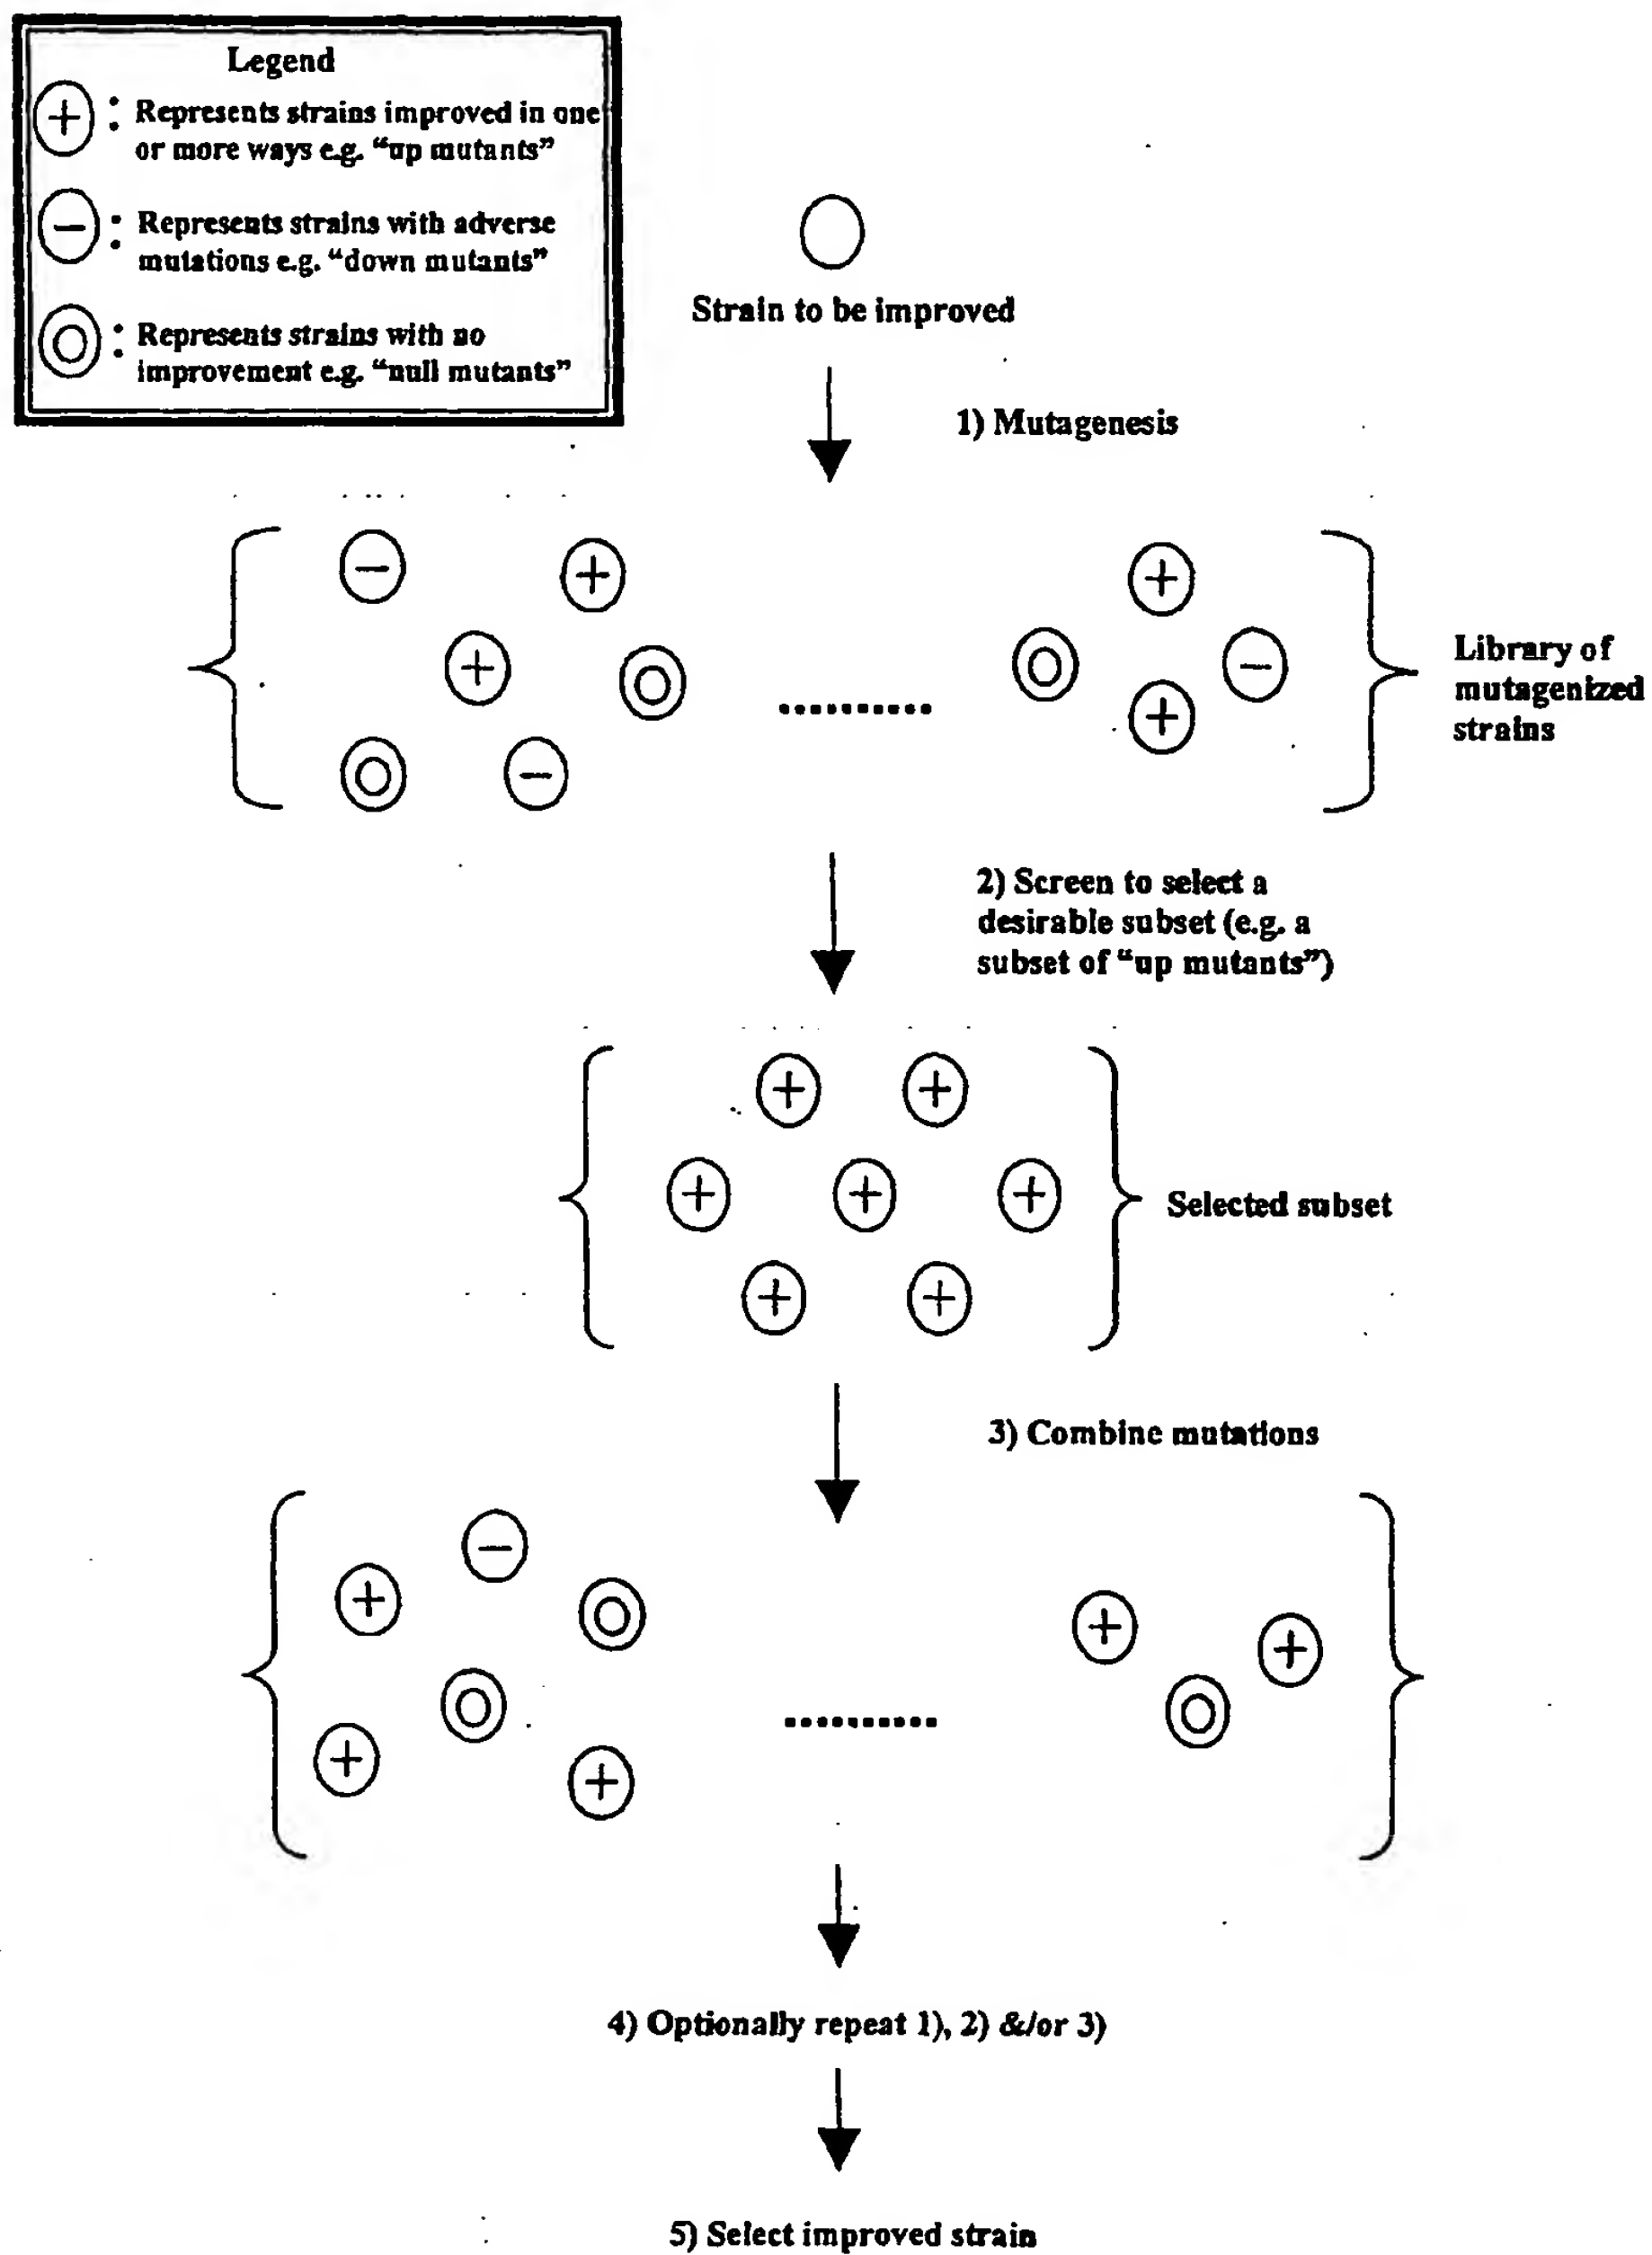 Legend
+ : Represents strains improved in one
or more ways e.g. “up mutants”
− : Represents strains with adverse
mutations e.g. “down mutants”
: Represents strains with no
improvement e.g. “null mutants”
Strain to be improved
1) Mutagenesis
− +
+
+
+ −
−
..........
Library of
mutagenized
strains
2) Screen to select a
desirable subset (e.g. a
subset of “up mutants”)
+ +
+ + +
+ +
Selected subset
3) Combine mutations
−
+ + +
+ +
..........
4) Optionally repeat 1), 2) &/or 3)
5) Select improved strain